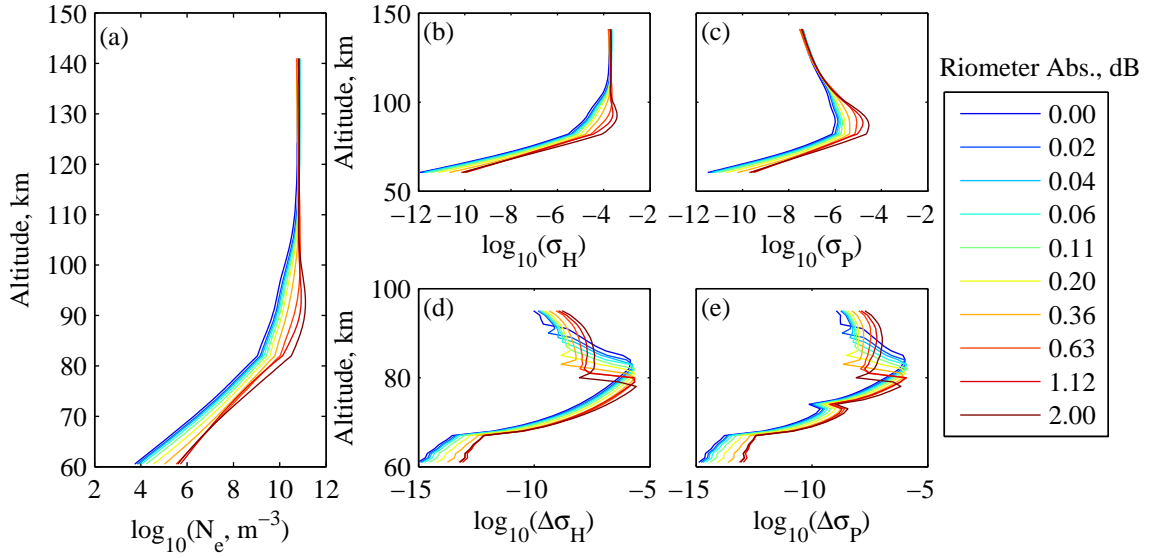 (a)
Altitude, km
150
140
130
120
110
100
90
80
70
60
2 4 6 8 10 12
log10(Ne, m−3)
(b)
Altitude, km
150
100
50
−12 −10 −8 −6 −4 −2
log10(σH)
(c)
−12 −10 −8 −6 −4 −2
log10(σP)
(d)
Altitude, km
100
80
60
−15 −10 −5
log10(ΔσH)
(e)
−15 −10 −5
log10(ΔσP)
Riometer Abs., dB
0.00
0.02
0.04
0.06
0.11
0.20
0.36
0.63
1.12
2.00